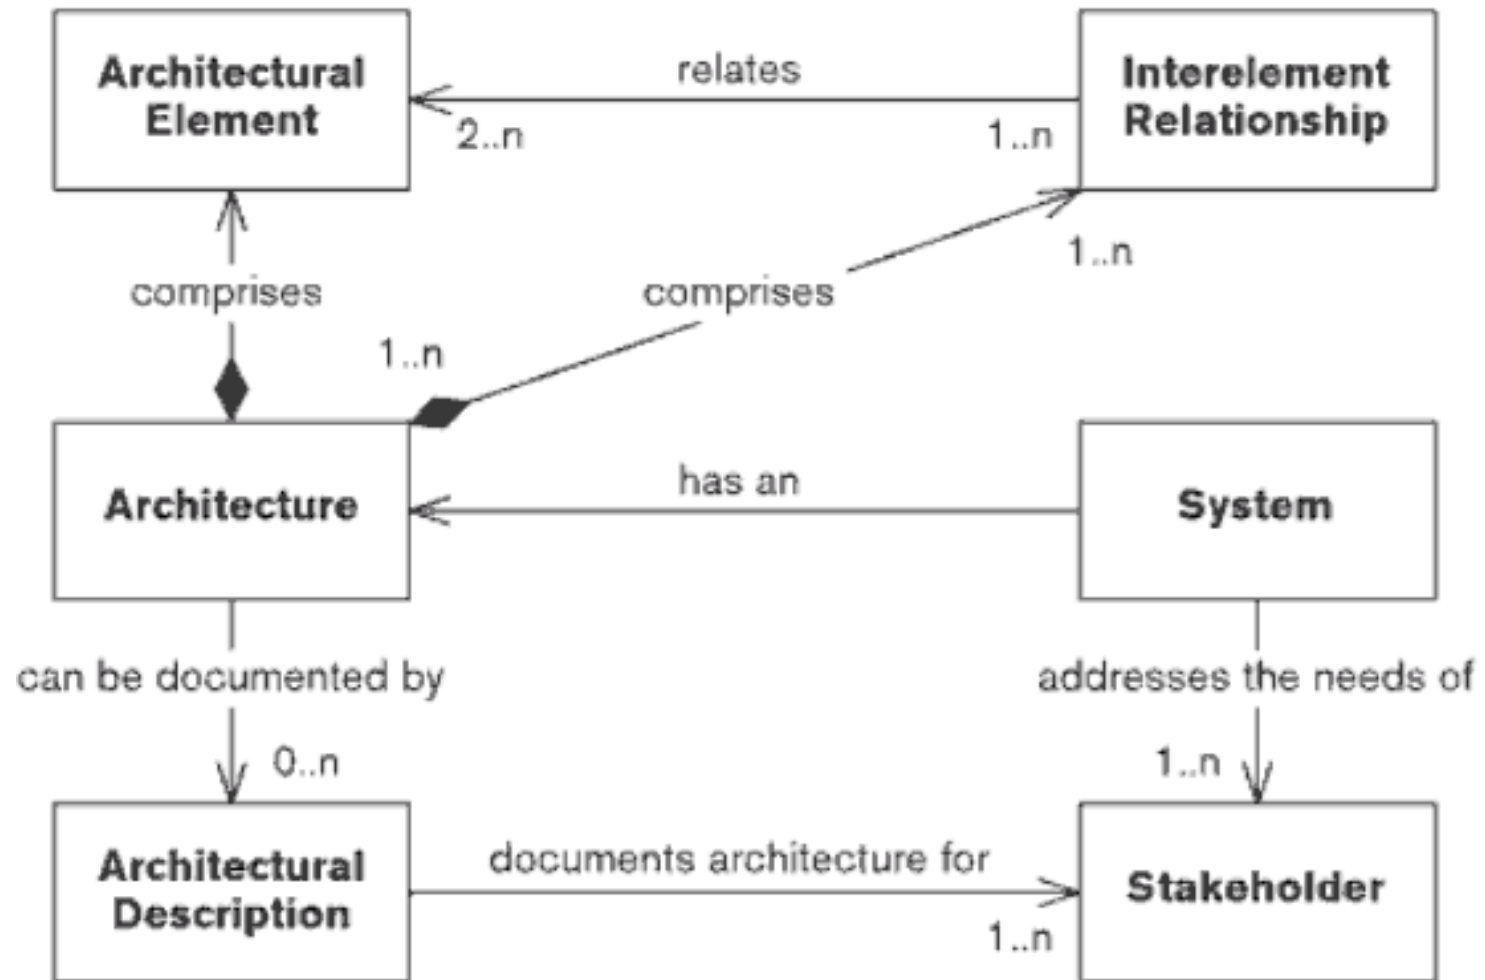 Architectural
Element
relates
Interelement
Relationship
2..n
1..n
comprises
comprises
1..n
1..n
Architecture
has an
System
can be documented by
addresses the needs of
0..n
1..n
Architectural
Description
documents architecture for
Stakeholder
1..n